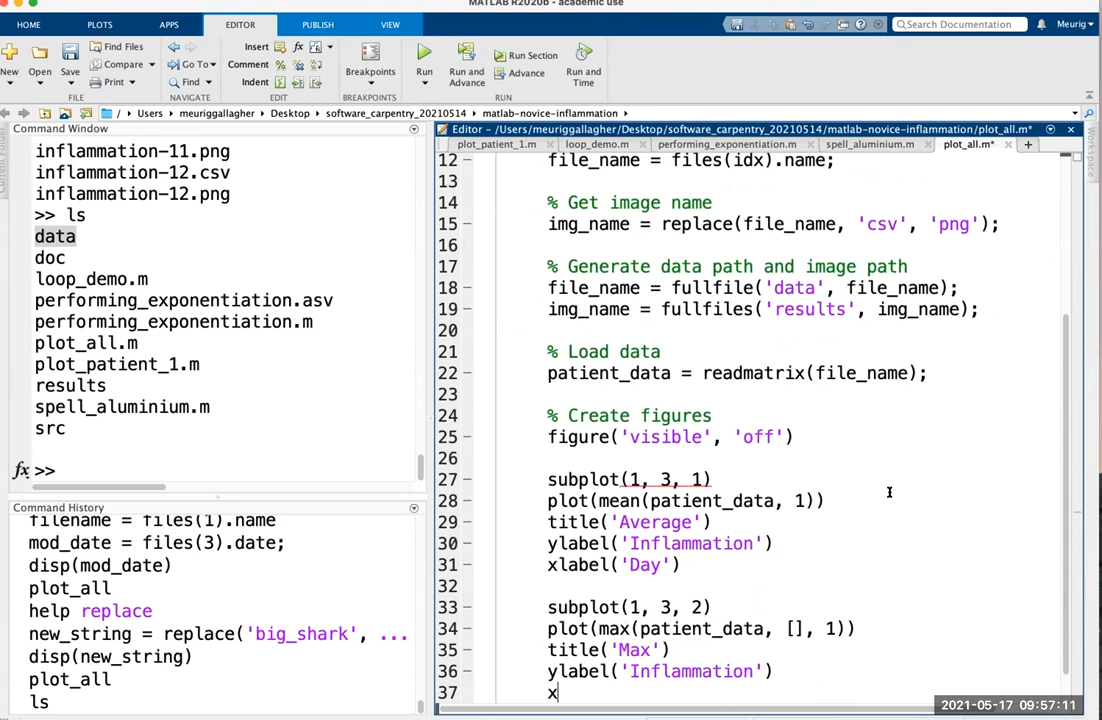 MATLAB R2020b - academic use
HOME PLOTS APPS EDITOR PUBLISH VIEW Search Documentation Meurig
New Open Save Find Files Compare Print Go To Find Insert fx Comment % Indent Breakpoints Run Run and Advance Run Section Advance Run and Time
FILE NAVIGATE EDIT BREAKPOINTS RUN
/ Users meuriggallagher Desktop software_carpentry_20210514 matlab-novice-inflammation
Command Window
inflammation-11.png
inflammation-12.csv
inflammation-12.png
>> ls
data
doc
loop_demo.m
performing_exponentiation.asv
performing_exponentiation.m
plot_all.m
plot_patient_1.m
results
spell_aluminium.m
src
fx >>
Command History
filename = files(1).name
mod_date = files(3).date;
disp(mod_date)
plot_all
help replace
new_string = replace('big_shark', ...
disp(new_string)
plot_all
ls
Editor - /Users/meuriggallagher/Desktop/software_carpentry_20210514/matlab-novice-inflammation/plot_all.m*
plot_patient_1.m loop_demo.m performing_exponentiation.m spell_aluminium.m plot_all.m*
12 file_name = files(idx).name;
13
14 % Get image name
15 img_name = replace(file_name, 'csv', 'png');
16
17 % Generate data path and image path
18 file_name = fullfile('data', file_name);
19 img_name = fullfiles('results', img_name);
20
21 % Load data
22 patient_data = readmatrix(file_name);
23
24 % Create figures
25 figure('visible', 'off')
26
27 subplot(1, 3, 1)
28 plot(mean(patient_data, 1))
29 title('Average')
30 ylabel('Inflammation')
31 xlabel('Day')
32
33 subplot(1, 3, 2)
34 plot(max(patient_data, [], 1))
35 title('Max')
36 ylabel('Inflammation')
37 x
2021-05-17 09:57:11
Workspace